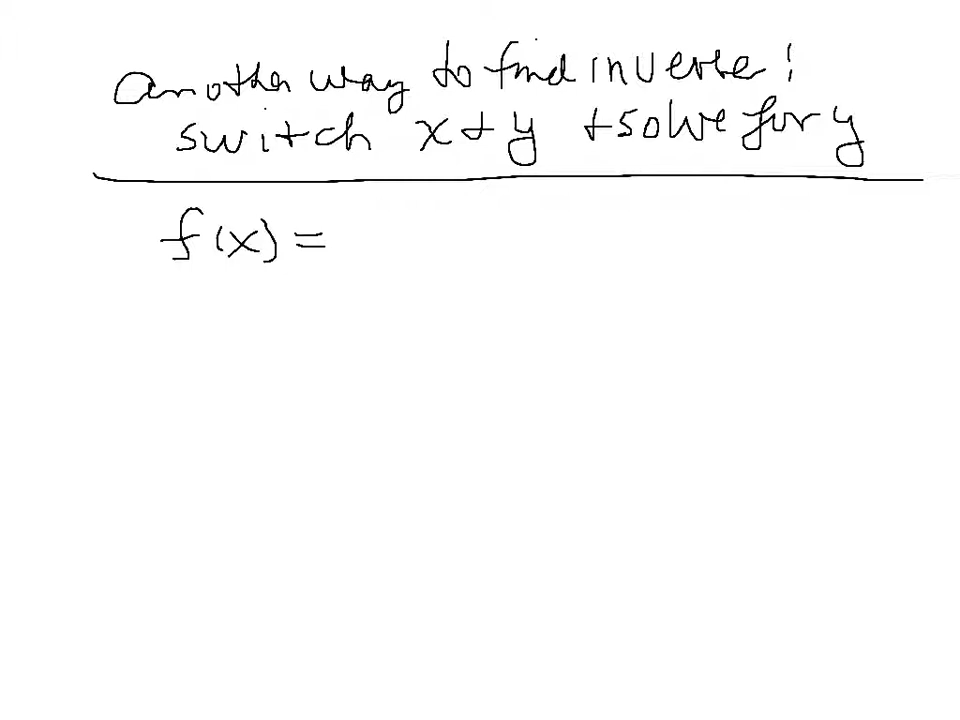 another way to find inverse:
switch x + y + solve for y
f(x) =